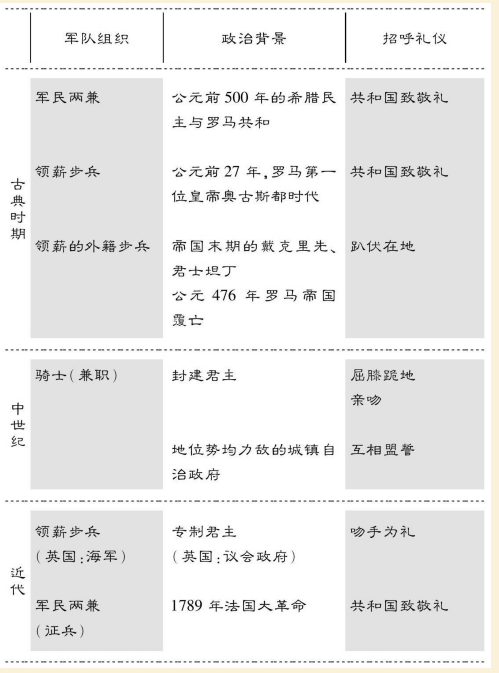 军队组织 政治背景 招呼礼仪
古典时期
军民两兼 公元前500年的希腊民 共和国致敬礼
主与罗马共和
领薪步兵 公元前27年,罗马第一 共和国致敬礼
位皇帝奥古斯都时代
领薪的外籍步兵 帝国末期的戴克里先、 趴伏在地
君士坦丁
公元476年罗马帝国
覆亡
中世纪
骑士(兼职) 封建君主 屈膝跪地
亲吻
地位势均力敌的城镇自 互相盟誓
治政府
近代
领薪步兵 专制君主 吻手为礼
(英国:海军) (英国:议会政府)
军民两兼 1789年法国大革命 共和国致敬礼
(征兵)